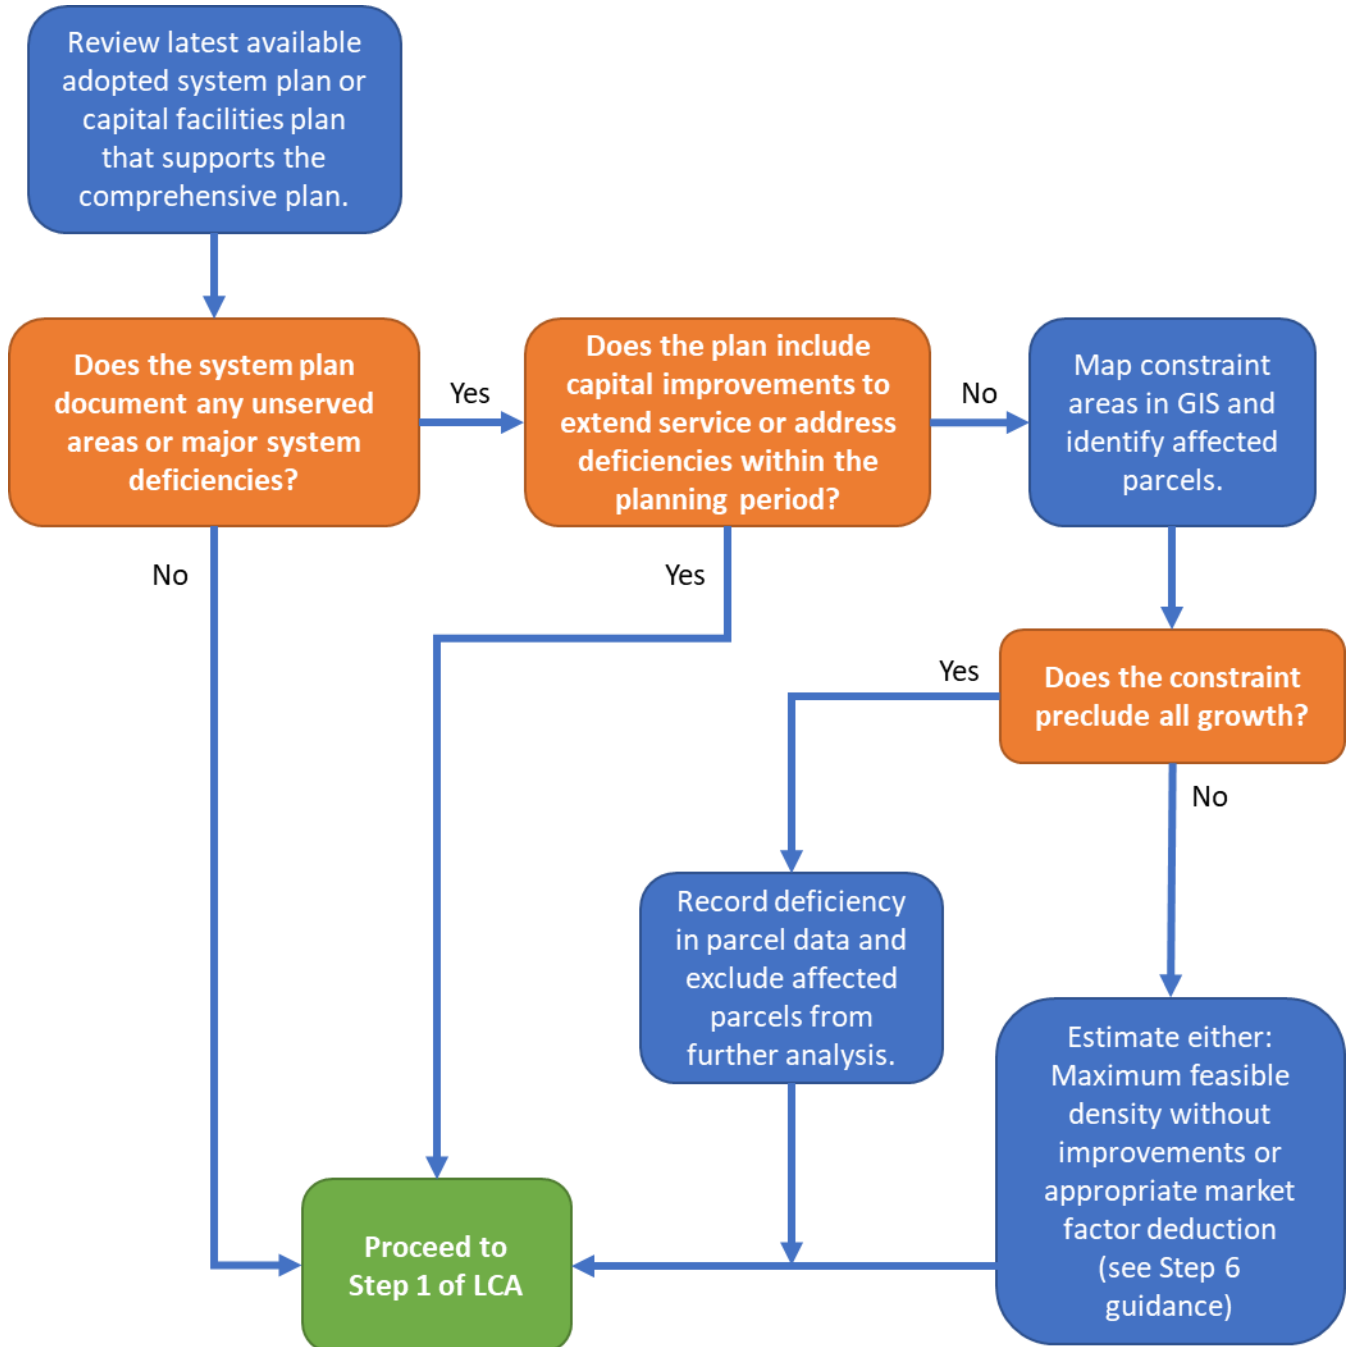 Review latest available
adopted system plan or
capital facilities plan
that supports the
comprehensive plan.
Does the system plan
document any unserved
areas or major system
deficiencies?
Yes
No
Does the plan include
capital improvements to
extend service or address
deficiencies within the
planning period?
No
Yes
Map constraint
areas in GIS and
identify affected
parcels.
Does the constraint
preclude all growth?
Yes
No
Record deficiency
in parcel data and
exclude affected
parcels from
further analysis.
Estimate either:
Maximum feasible
density without
improvements or
appropriate market
factor deduction
(see Step 6
guidance)
Proceed to
Step 1 of LCA